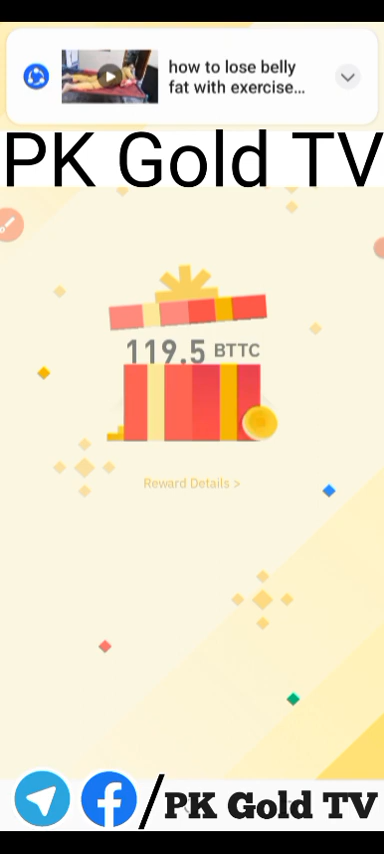 how to lose belly
fat with exercise...
PK Gold TV
119.5 BTTC
Reward Details >
/PK Gold TV